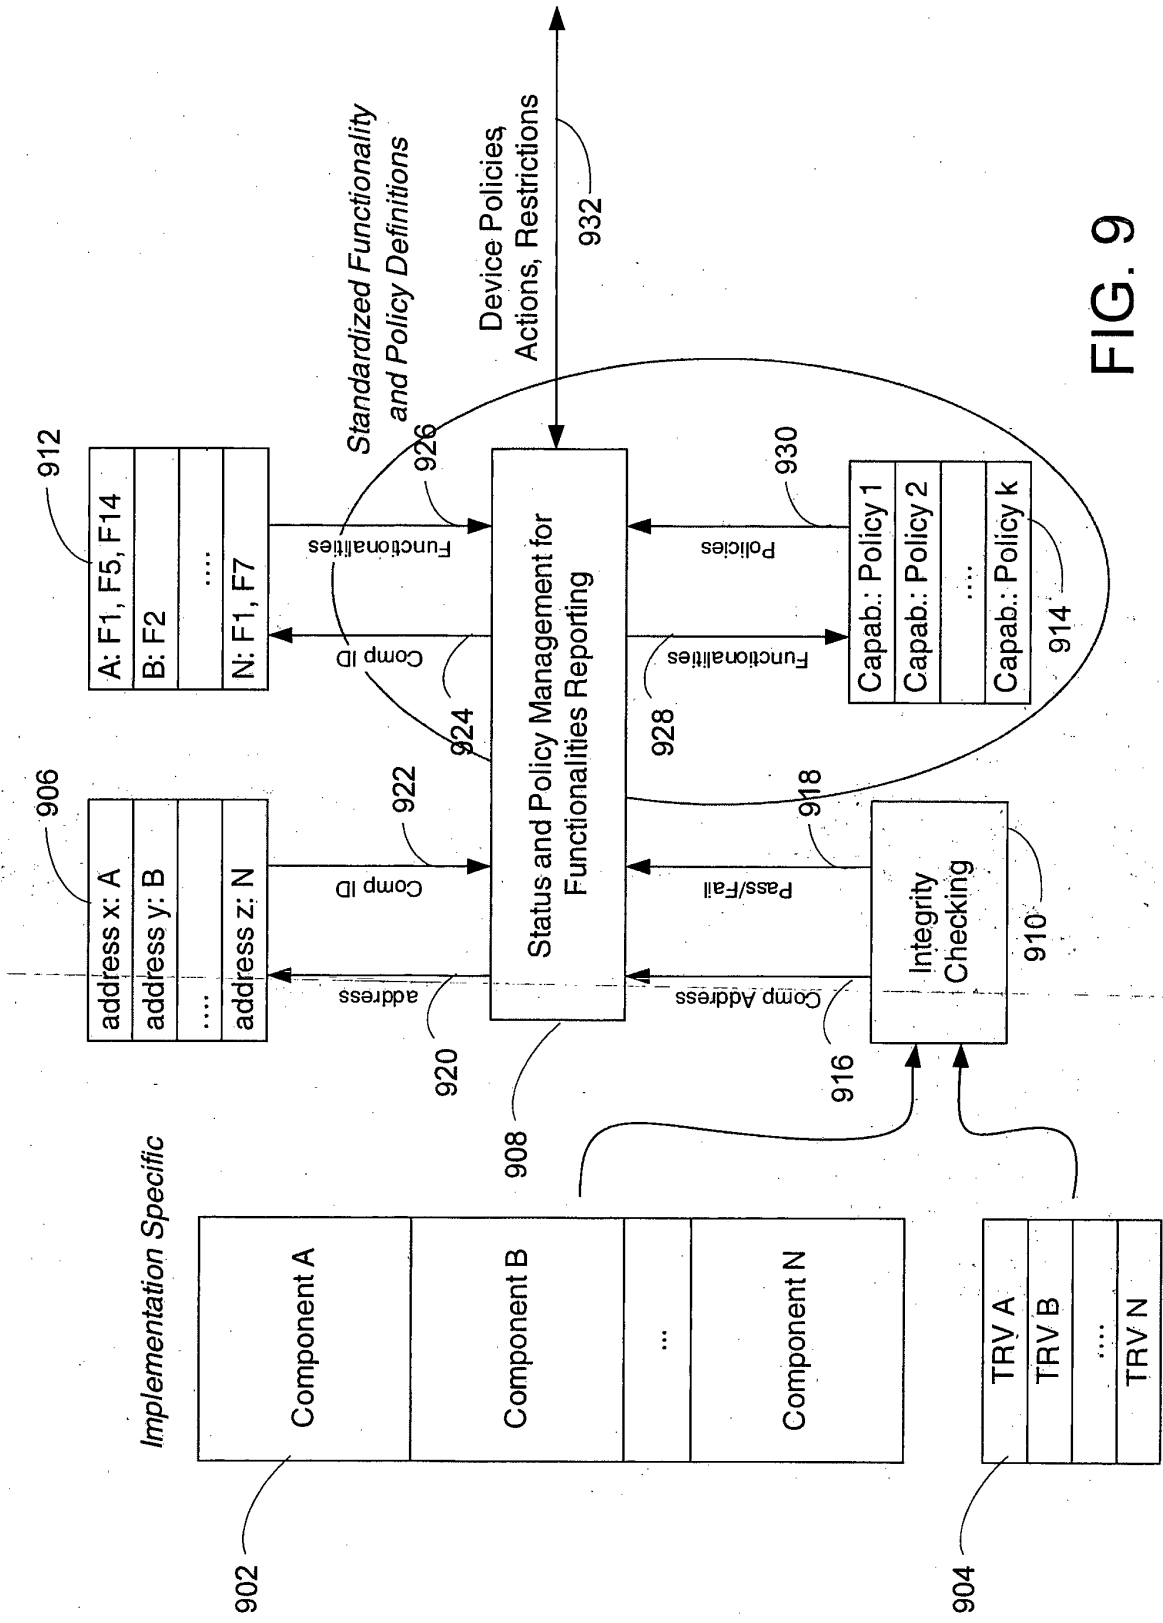 Implementation Specific
902
Component A
Component B
...
Component N
904
TRV A
TRV B
....
TRV N
906
address x: A
address y: B
....
address z: N
912
A: F1, F5, F14
B: F2
....
N: F1, F7
920
address
922
Comp ID
924
Comp ID
926
Functionalities
Standardized Functionality
and Policy Definitions
908
Status and Policy Management for
Functionalities Reporting
Device Policies,
Actions, Restrictions
932
916
Comp Address
918
Pass/Fail
928
Functionalities
930
Policies
Integrity
Checking
910
Capab.: Policy 1
Capab.: Policy 2
....
Capab.: Policy k
914
FIG. 9